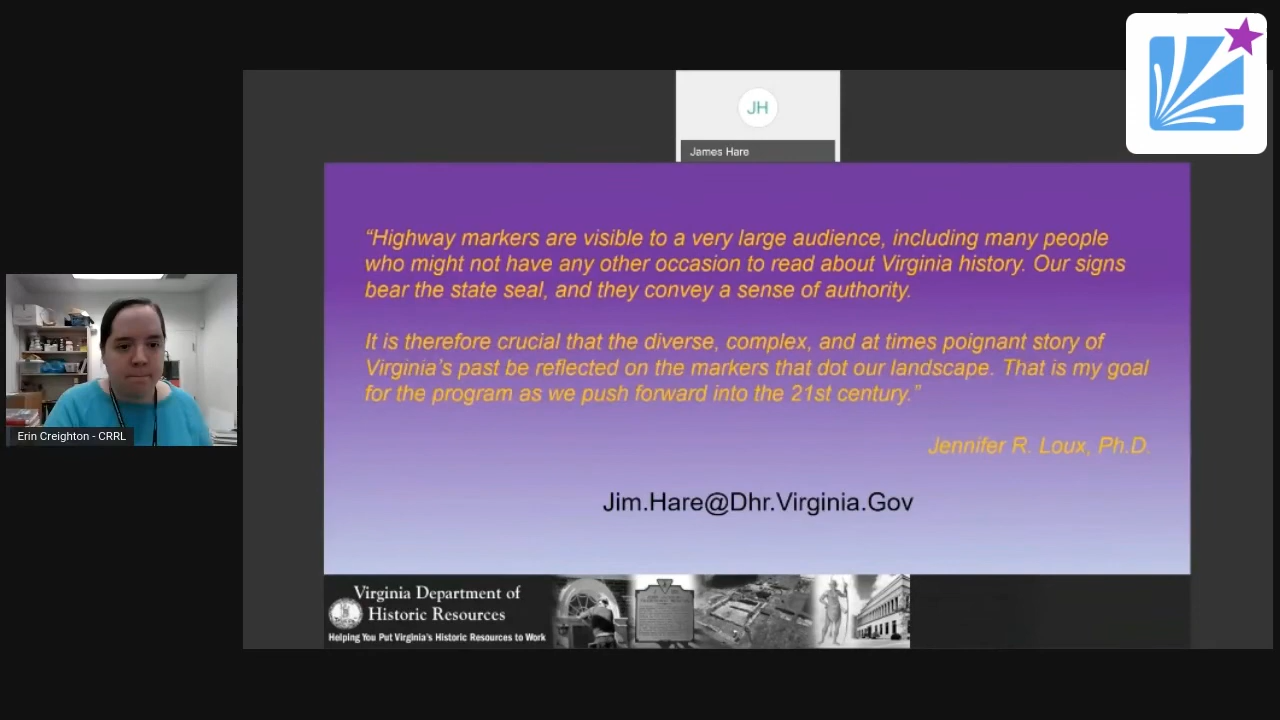 JH
James Hare
“Highway markers are visible to a very large audience, including many people
who might not have any other occasion to read about Virginia history. Our signs
bear the state seal, and they convey a sense of authority.
It is therefore crucial that the diverse, complex, and at times poignant story of
Virginia’s past be reflected on the markers that dot our landscape. That is my goal
for the program as we push forward into the 21st century.”
Jennifer R. Loux, Ph.D.
Erin Creighton - CRRL
Jim.Hare@Dhr.Virginia.Gov
Virginia Department of
Historic Resources
Helping You Put Virginia's Historic Resources to Work